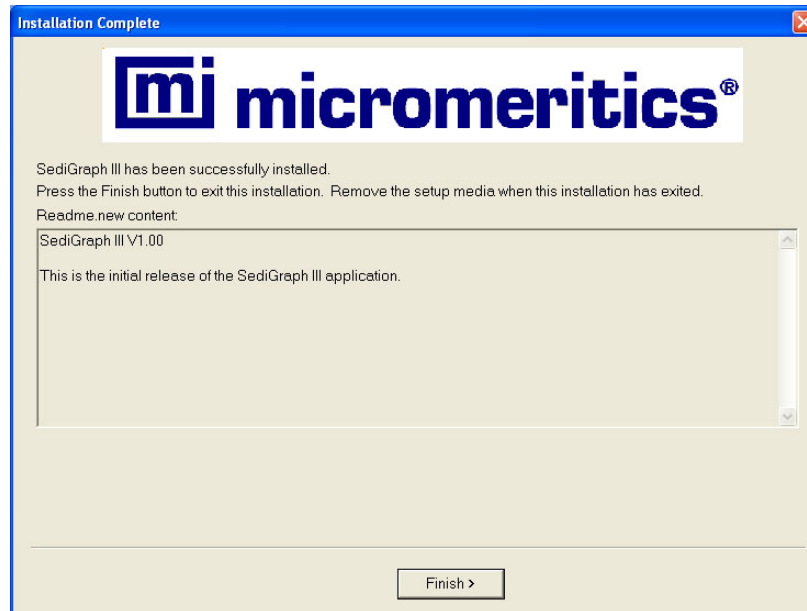 Installation Complete
mi micromeritics®
SediGraph III has been successfully installed.
Press the Finish button to exit this installation. Remove the setup media when this installation has exited.
Readme.new content:
SediGraph III V1.00
This is the initial release of the SediGraph III application.
Finish >